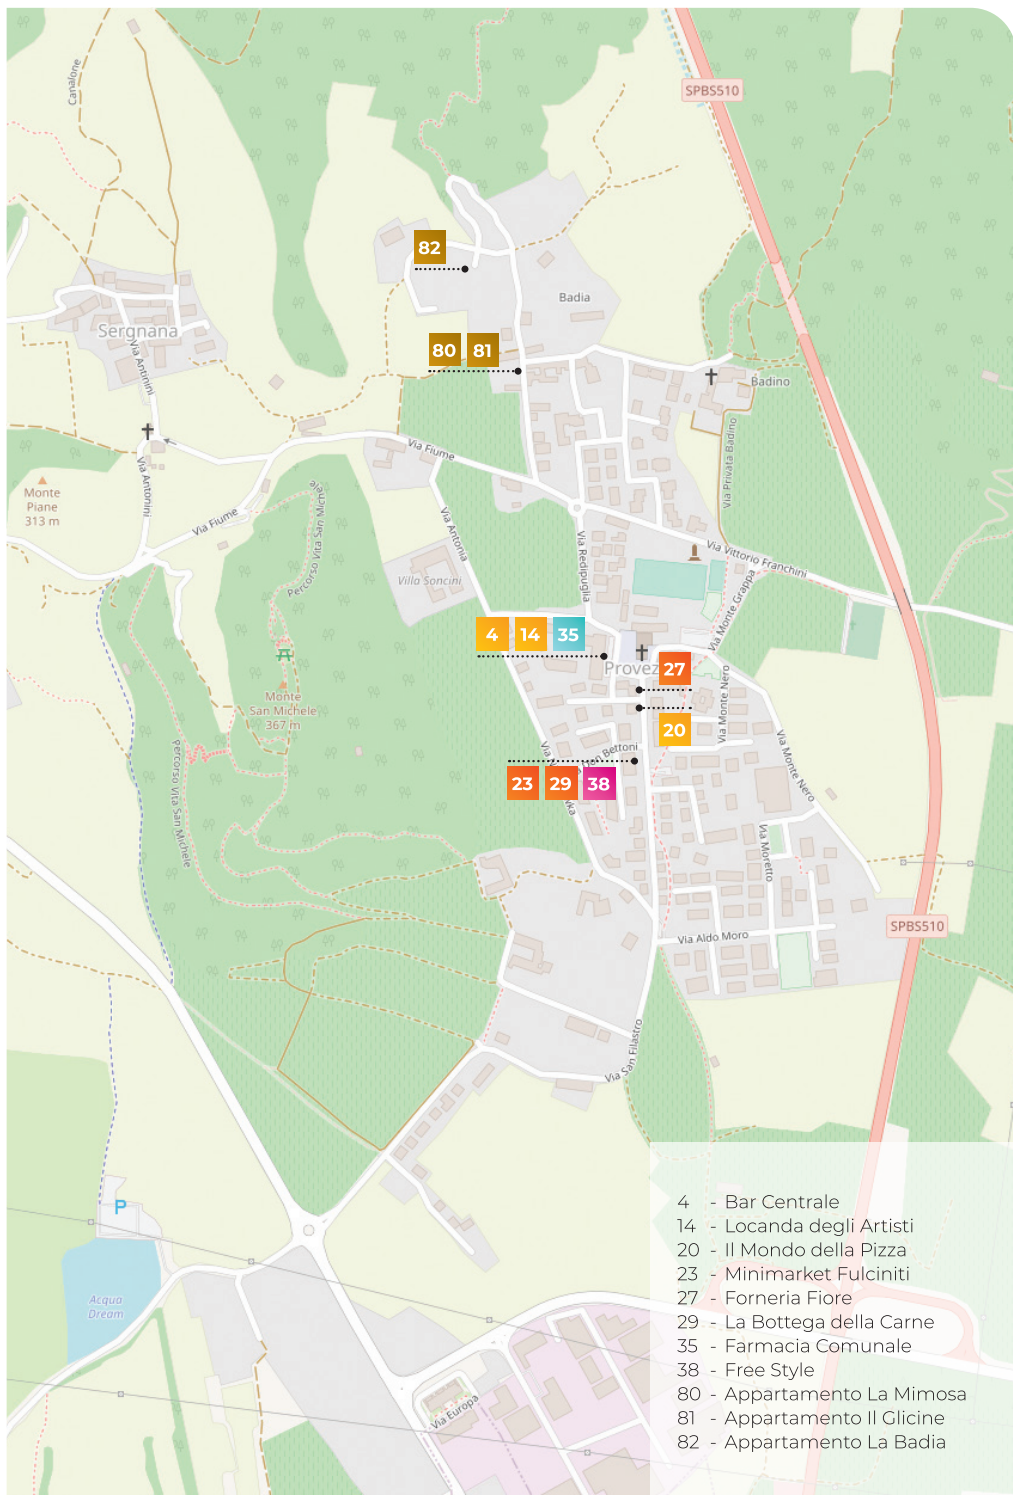 SPBS510
Canalone
82
Badia
Sergnana
Via Antinini
80 81
Badino
Via Privata Badino
Via Fiume
Via Antonini
Monte
Piane
313 m
Via Fiume
Percorso Vita San Michele
Via Antonia
Via Redipuglia
Via Vittorio Franchini
Villa Soncini
Via Monte Grappa
4 14 35
Provez
27
Via Monte Nero
Monte
San Michele
367 m
20
Via Monte Nero
Don Bettoni
Percorso Vita San Michele
23 29 38
Via Moretto
SPBS510
Via Aldo Moro
Via San Filastro
P
Acqua
Dream
Via Europa
4 - Bar Centrale
14 - Locanda degli Artisti
20 - Il Mondo della Pizza
23 - Minimarket Fulciniti
27 - Forneria Fiore
29 - La Bottega della Carne
35 - Farmacia Comunale
38 - Free Style
80 - Appartamento La Mimosa
81 - Appartamento Il Glicine
82 - Appartamento La Badia